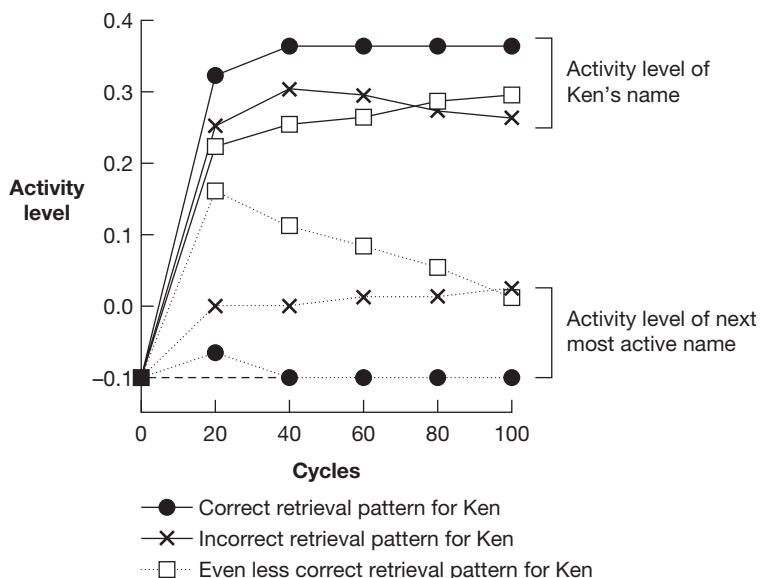 0.4
0.3
0.2
0.1
0.0
–0.1
Activity
level
0 20 40 60 80 100
Cycles
Activity level of
Ken's name
Activity level of next
most active name
Correct retrieval pattern for Ken
Incorrect retrieval pattern for Ken
Even less correct retrieval pattern for Ken